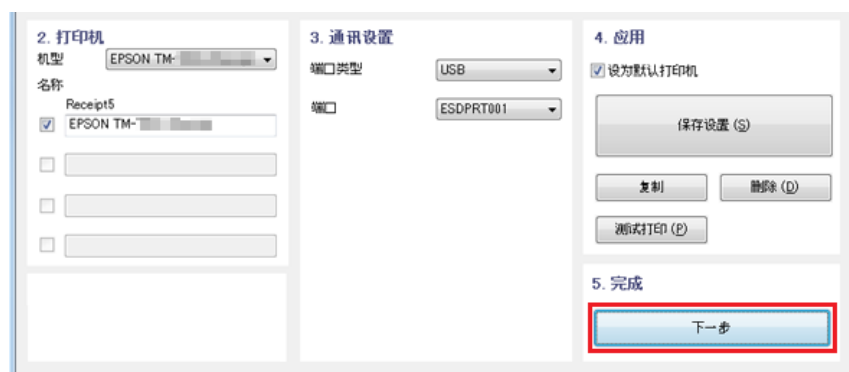 2. 打印机
机型
EPSON TM-
名称
Receipt5
EPSON TM-
3. 通讯设置
端口类型
USB
端口
ESDPRT001
4. 应用
设为默认打印机
保存设置 (S)
复制
删除 (D)
测试打印 (P)
5. 完成
下一步